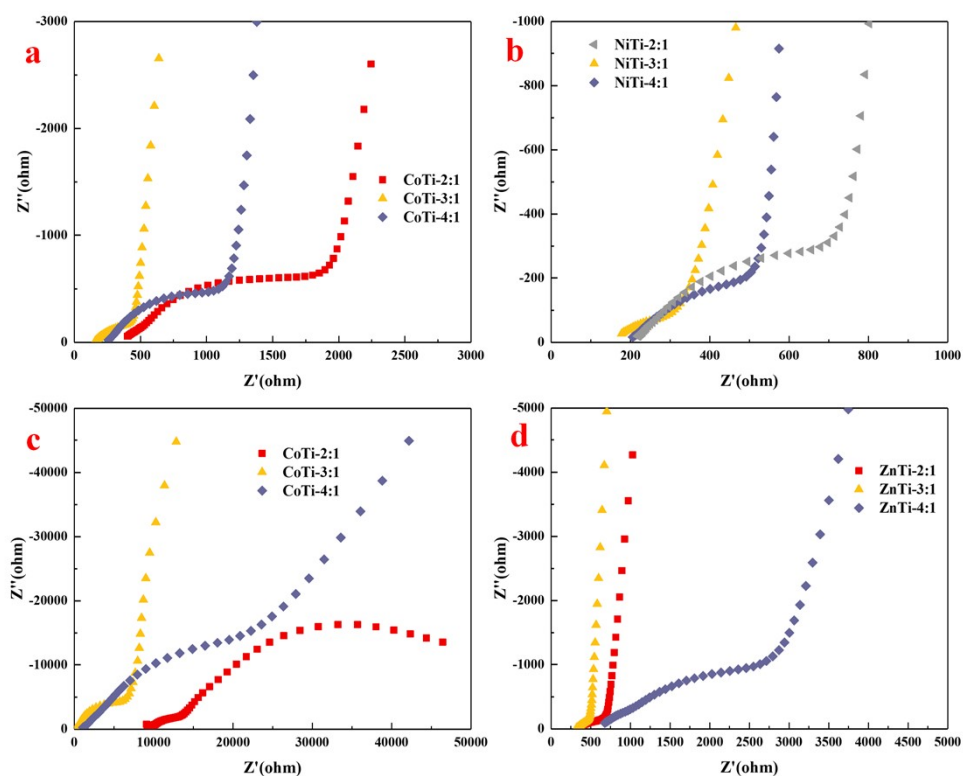 a
-3000
-2000
-1000
0
Z''(ohm)
0 500 1000 1500 2000 2500 3000
Z'(ohm)
CoTi-2:1
CoTi-3:1
CoTi-4:1
b
-1000
-800
-600
-400
-200
0
Z''(ohm)
0 200 400 600 800 1000
Z'(ohm)
NiTi-2:1
NiTi-3:1
NiTi-4:1
c
-50000
-40000
-30000
-20000
-10000
0
Z''(ohm)
0 10000 20000 30000 40000 50000
Z'(ohm)
CoTi-2:1
CoTi-3:1
CoTi-4:1
d
-5000
-4000
-3000
-2000
-1000
0
Z''(ohm)
0 500 1000 1500 2000 2500 3000 3500 4000 4500 5000
Z'(ohm)
ZnTi-2:1
ZnTi-3:1
ZnTi-4:1